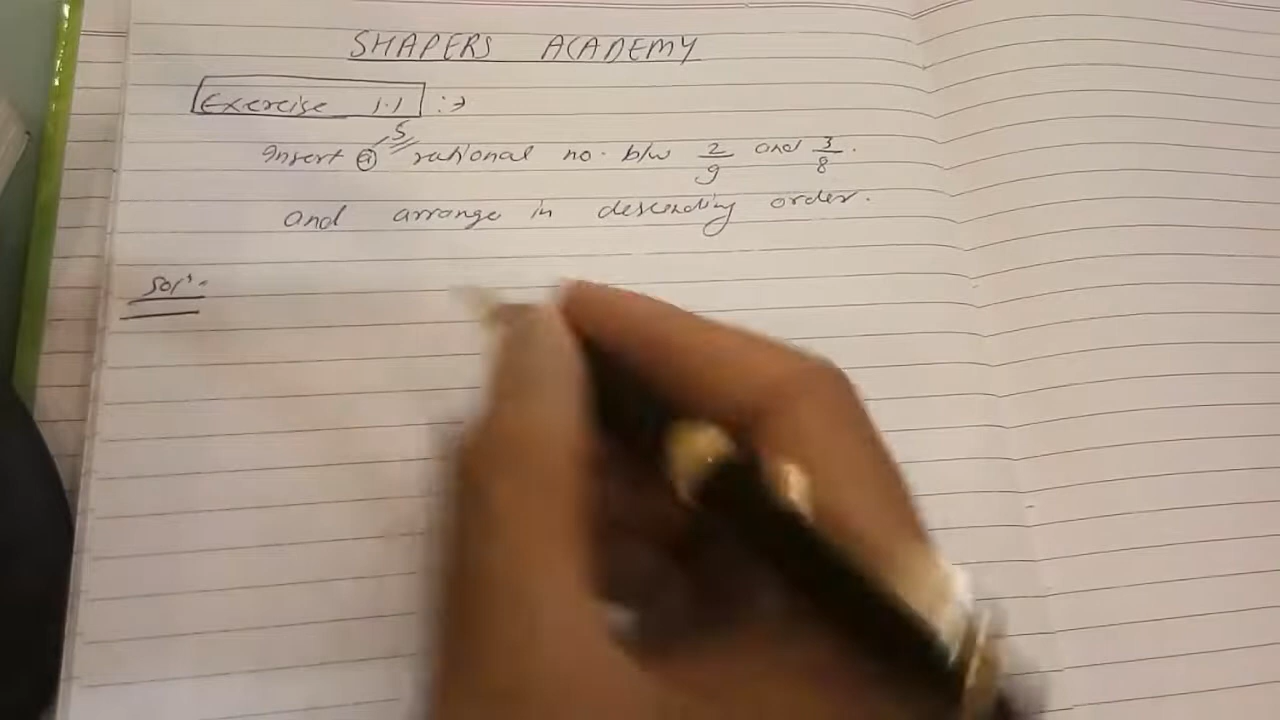 SHAPERS ACADEMY
Exercise 1.1 :→
5
Insert a rational no. b/w 2/9 and 3/8.
and arrange in descending order.
Solⁿ-